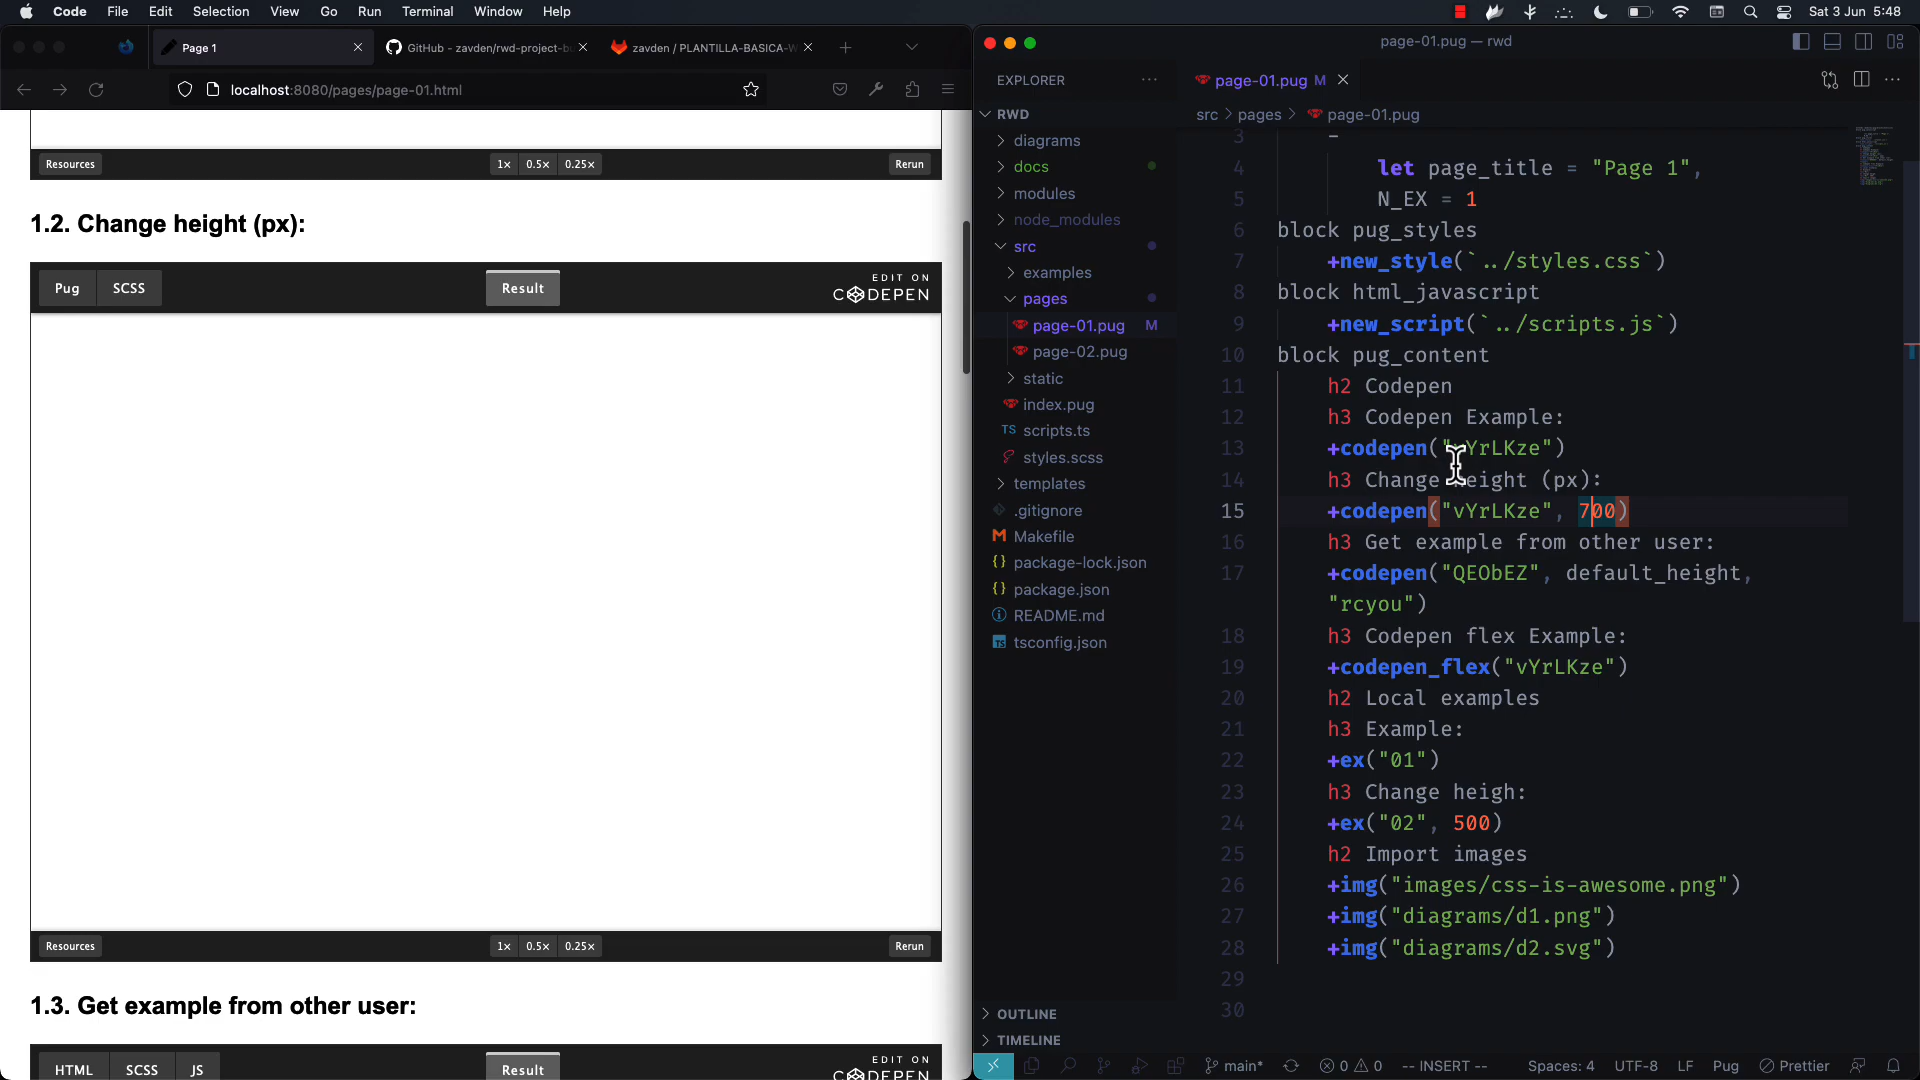 Code File Edit Selection View Go Run Terminal Window Help
Sat 3 Jun 5:48
Page 1
GitHub - zavden/rwd-project-b
zavden / PLANTILLA-BASICA-W
localhost:8080/pages/page-01.html
Resources 1× 0.5× 0.25× Rerun
1.2. Change height (px):
Pug SCSS Result EDIT ON CODEPEN
Resources 1× 0.5× 0.25× Rerun
1.3. Get example from other user:
HTML SCSS JS Result EDIT ON CODEPEN
page-01.pug — rwd
EXPLORER
RWD
diagrams
docs
modules
node_modules
src
examples
pages
page-01.pug M
page-02.pug
static
index.pug
TS scripts.ts
styles.scss
templates
.gitignore
Makefile
package-lock.json
package.json
README.md
tsconfig.json
OUTLINE
TIMELINE
page-01.pug M
src > pages > page-01.pug
3 -
4 let page_title = "Page 1",
5 N_EX = 1
6 block pug_styles
7 +new_style(`../styles.css`)
8 block html_javascript
9 +new_script(`../scripts.js`)
10 block pug_content
11 h2 Codepen
12 h3 Codepen Example:
13 +codepen("vYrLKze")
14 h3 Change height (px):
15 +codepen("vYrLKze", 700)
16 h3 Get example from other user:
17 +codepen("QEObEZ", default_height,
"rcyou")
18 h3 Codepen flex Example:
19 +codepen_flex("vYrLKze")
20 h2 Local examples
21 h3 Example:
22 +ex("01")
23 h3 Change heigh:
24 +ex("02", 500)
25 h2 Import images
26 +img("images/css-is-awesome.png")
27 +img("diagrams/d1.png")
28 +img("diagrams/d2.svg")
29
30
main* 0 0 -- INSERT -- Spaces: 4 UTF-8 LF Pug Prettier